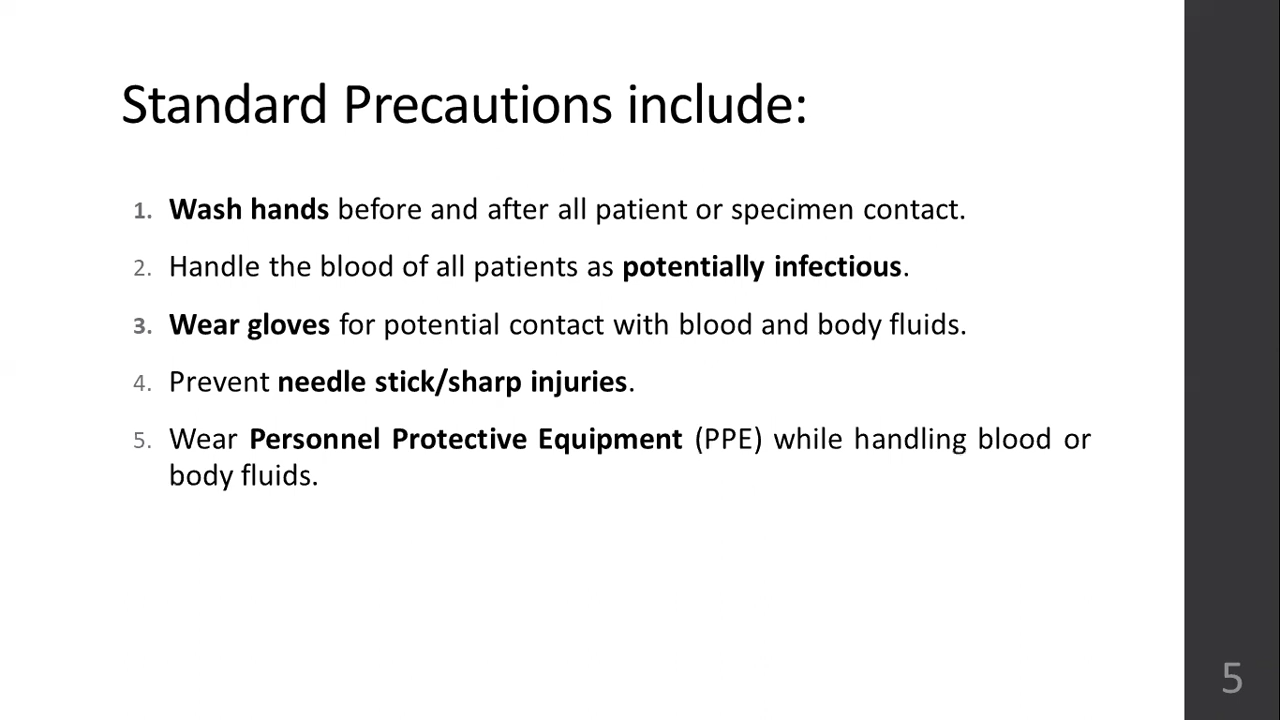 Standard Precautions include:
1. Wash hands before and after all patient or specimen contact.
2. Handle the blood of all patients as potentially infectious.
3. Wear gloves for potential contact with blood and body fluids.
4. Prevent needle stick/sharp injuries.
5. Wear Personnel Protective Equipment (PPE) while handling blood or
body fluids.
5